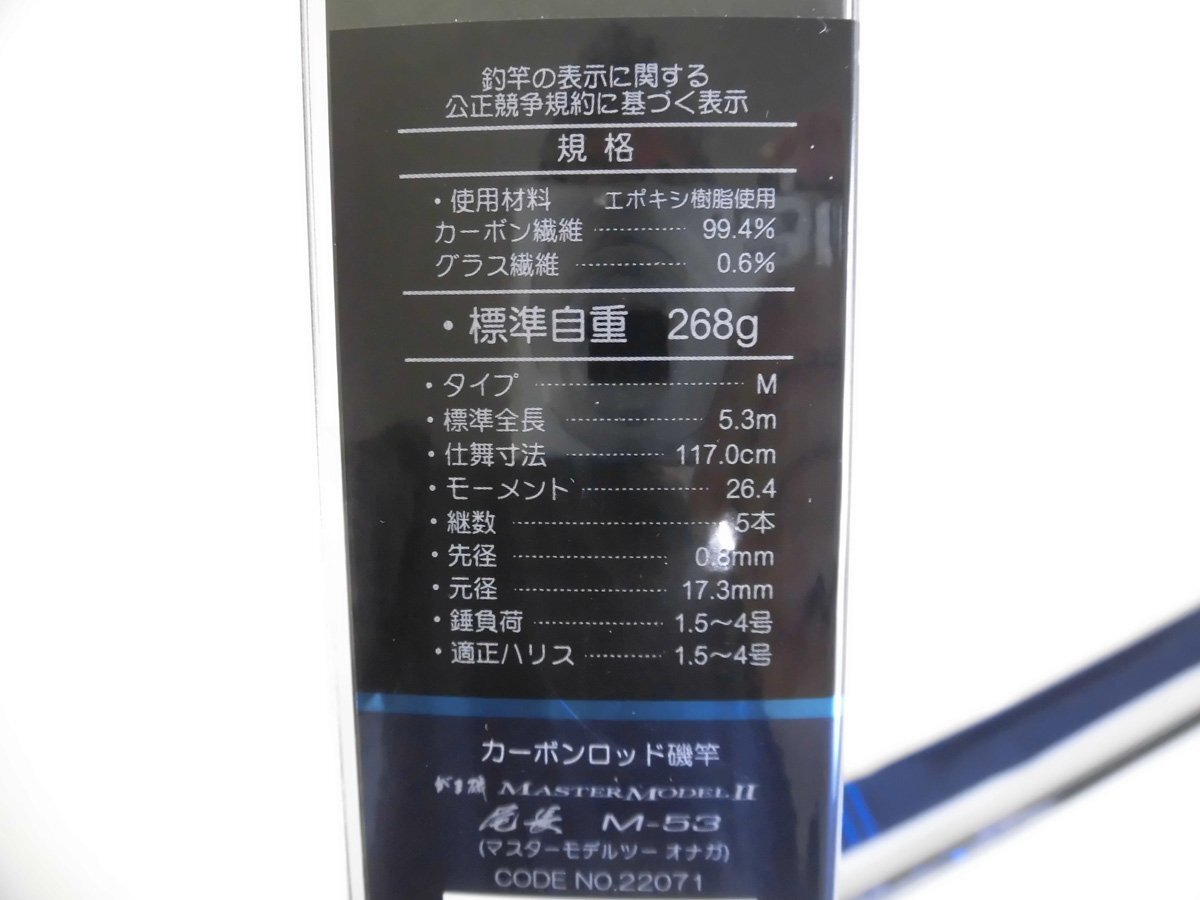 釣竿の表示に関する
公正競争規約に基づく表示
規 格
・使用材料 エポキシ樹脂使用
カーボン繊維 ……… 99.4%
グラス繊維 ……… 0.6%
・標準自重 268g
・タイプ ……… M
・標準全長 ……… 5.3m
・仕舞寸法 ……… 117.0cm
・モーメント ……… 26.4
・継数 ……… 5本
・先径 ……… 0.8mm
・元径 ……… 17.3mm
・錘負荷 ……… 1.5〜4号
・適正ハリス ……… 1.5〜4号
カーボンロッド磯竿
がま磯 MASTERMODEL II
尾長 M-53
(マスターモデルツー オナガ)
CODE NO.22071